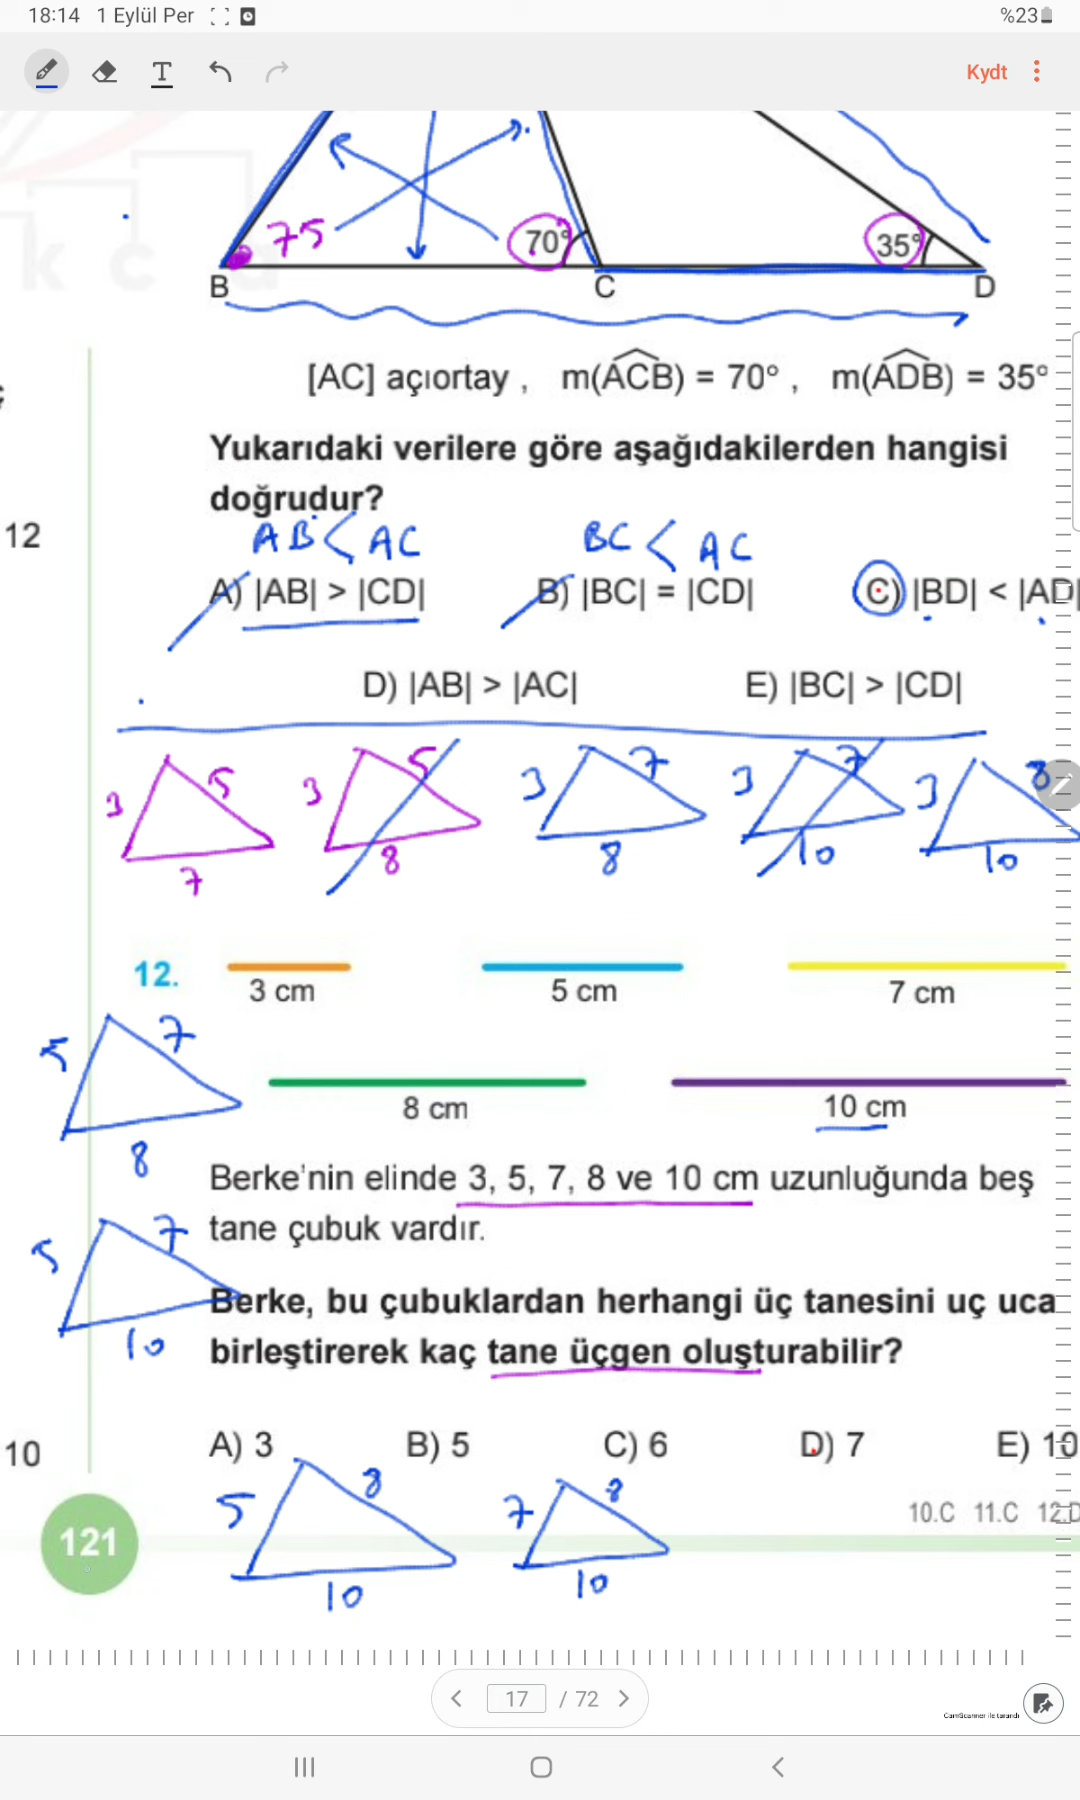 18:14 1 Eylül Per %23
T Kydt
75 70° 35°
B C D
[AC] açıortay , m(ACB) = 70° , m(ADB) = 35°
Yukarıdaki verilere göre aşağıdakilerden hangisi
doğrudur?
12
AB < AC BC < AC
A) |AB| > |CD| B) |BC| = |CD| C) |BD| < |AD|
D) |AB| > |AC| E) |BC| > |CD|
3 5 3 5 3 7 3 7 3 8
7 8 8 10 10
12. 3 cm 5 cm 7 cm
5 7
8 cm 10 cm
8
Berke'nin elinde 3, 5, 7, 8 ve 10 cm uzunluğunda beş
tane çubuk vardır.
5 7
Berke, bu çubuklardan herhangi üç tanesini uç uca
birleştirerek kaç tane üçgen oluşturabilir?
10
10
A) 3 B) 5 C) 6 D) 7 E) 10
5 8 7 8
10.C 11.C 12.D
121
10 10
17 / 72
CamScanner ile tarandı